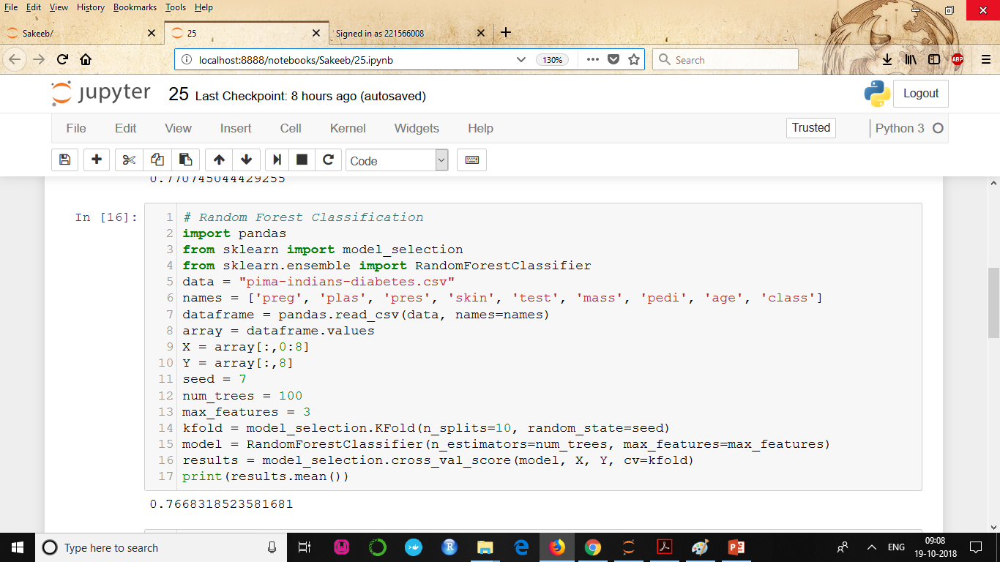 File Edit View History Bookmarks Tools Help
Sakeeb/
25
Signed in as 221566008
localhost:8888/notebooks/Sakeeb/25.ipynb
130%
Search
ABP
jupyter 25 Last Checkpoint: 8 hours ago (autosaved)
Logout
File Edit View Insert Cell Kernel Widgets Help
Trusted
Python 3
Code
0.770745044429255
In [16]:
1 # Random Forest Classification
2 import pandas
3 from sklearn import model_selection
4 from sklearn.ensemble import RandomForestClassifier
5 data = "pima-indians-diabetes.csv"
6 names = ['preg', 'plas', 'pres', 'skin', 'test', 'mass', 'pedi', 'age', 'class']
7 dataframe = pandas.read_csv(data, names=names)
8 array = dataframe.values
9 X = array[:,0:8]
10 Y = array[:,8]
11 seed = 7
12 num_trees = 100
13 max_features = 3
14 kfold = model_selection.KFold(n_splits=10, random_state=seed)
15 model = RandomForestClassifier(n_estimators=num_trees, max_features=max_features)
16 results = model_selection.cross_val_score(model, X, Y, cv=kfold)
17 print(results.mean())
0.7668318523581681
Type here to search
ENG
09:08
19-10-2018